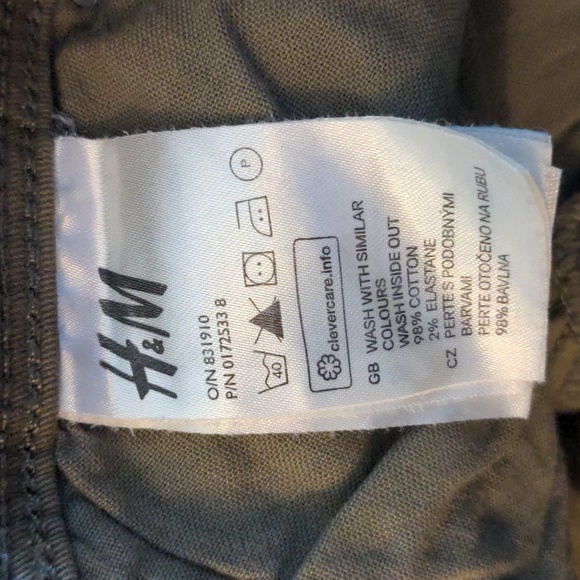 H&M
O/N 831910
P/N 0172533 8
40
P
clevercare.info
GB WASH WITH SIMILAR
COLOURS
WASH INSIDE OUT
98% COTTON
2% ELASTANE
CZ PERTE S PODOBNÝMI
BARVAMI
PERTE OTOČENO NA RUBU
98% BAVLNA